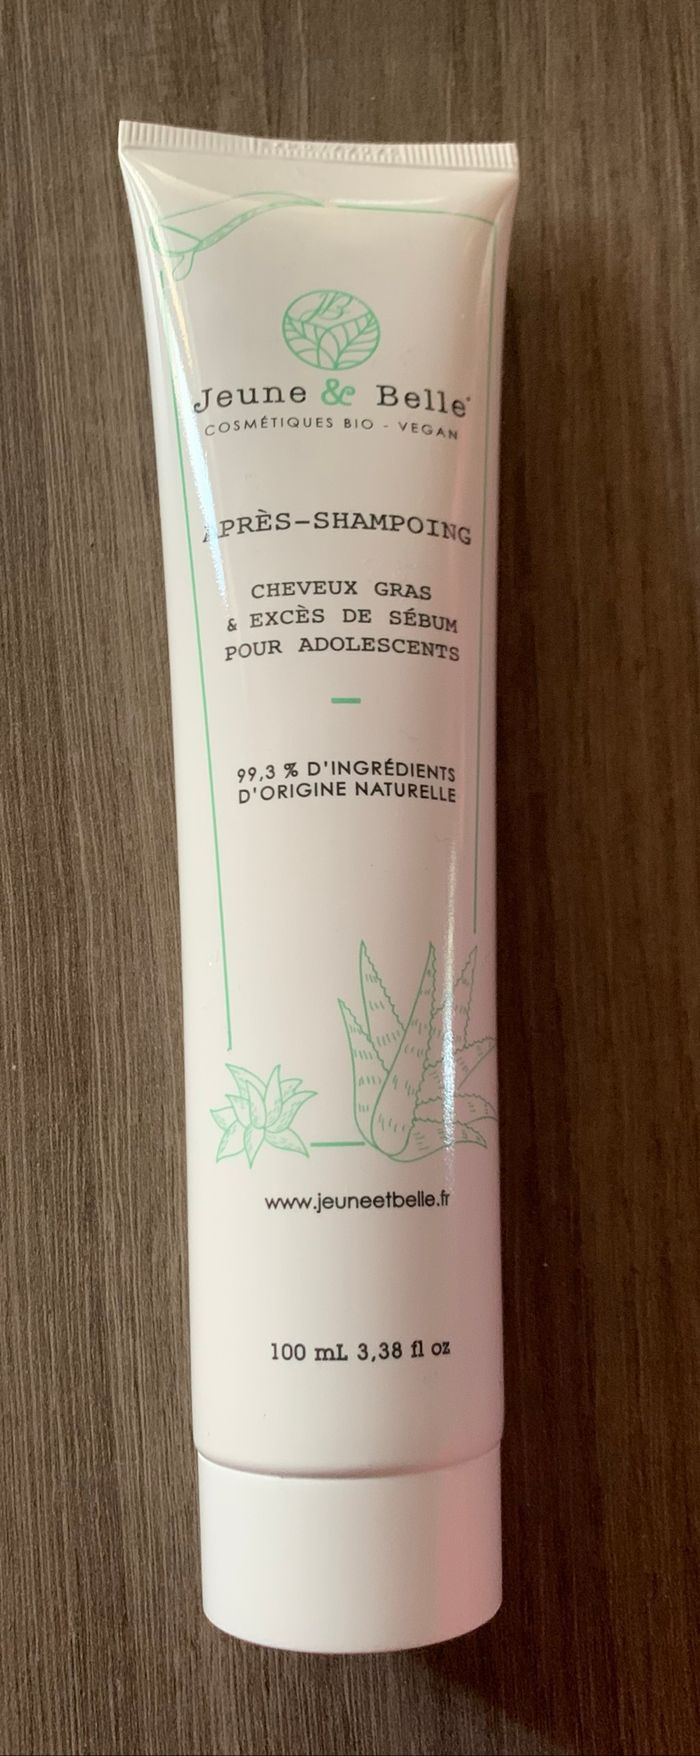 Jeune & Belle
COSMÉTIQUES BIO - VEGAN
APRÈS-SHAMPOING
CHEVEUX GRAS
& EXCÈS DE SÉBUM
POUR ADOLESCENTS
99,3 % D'INGRÉDIENTS
D'ORIGINE NATURELLE
www.jeuneetbelle.fr
100 mL 3,38 fl oz